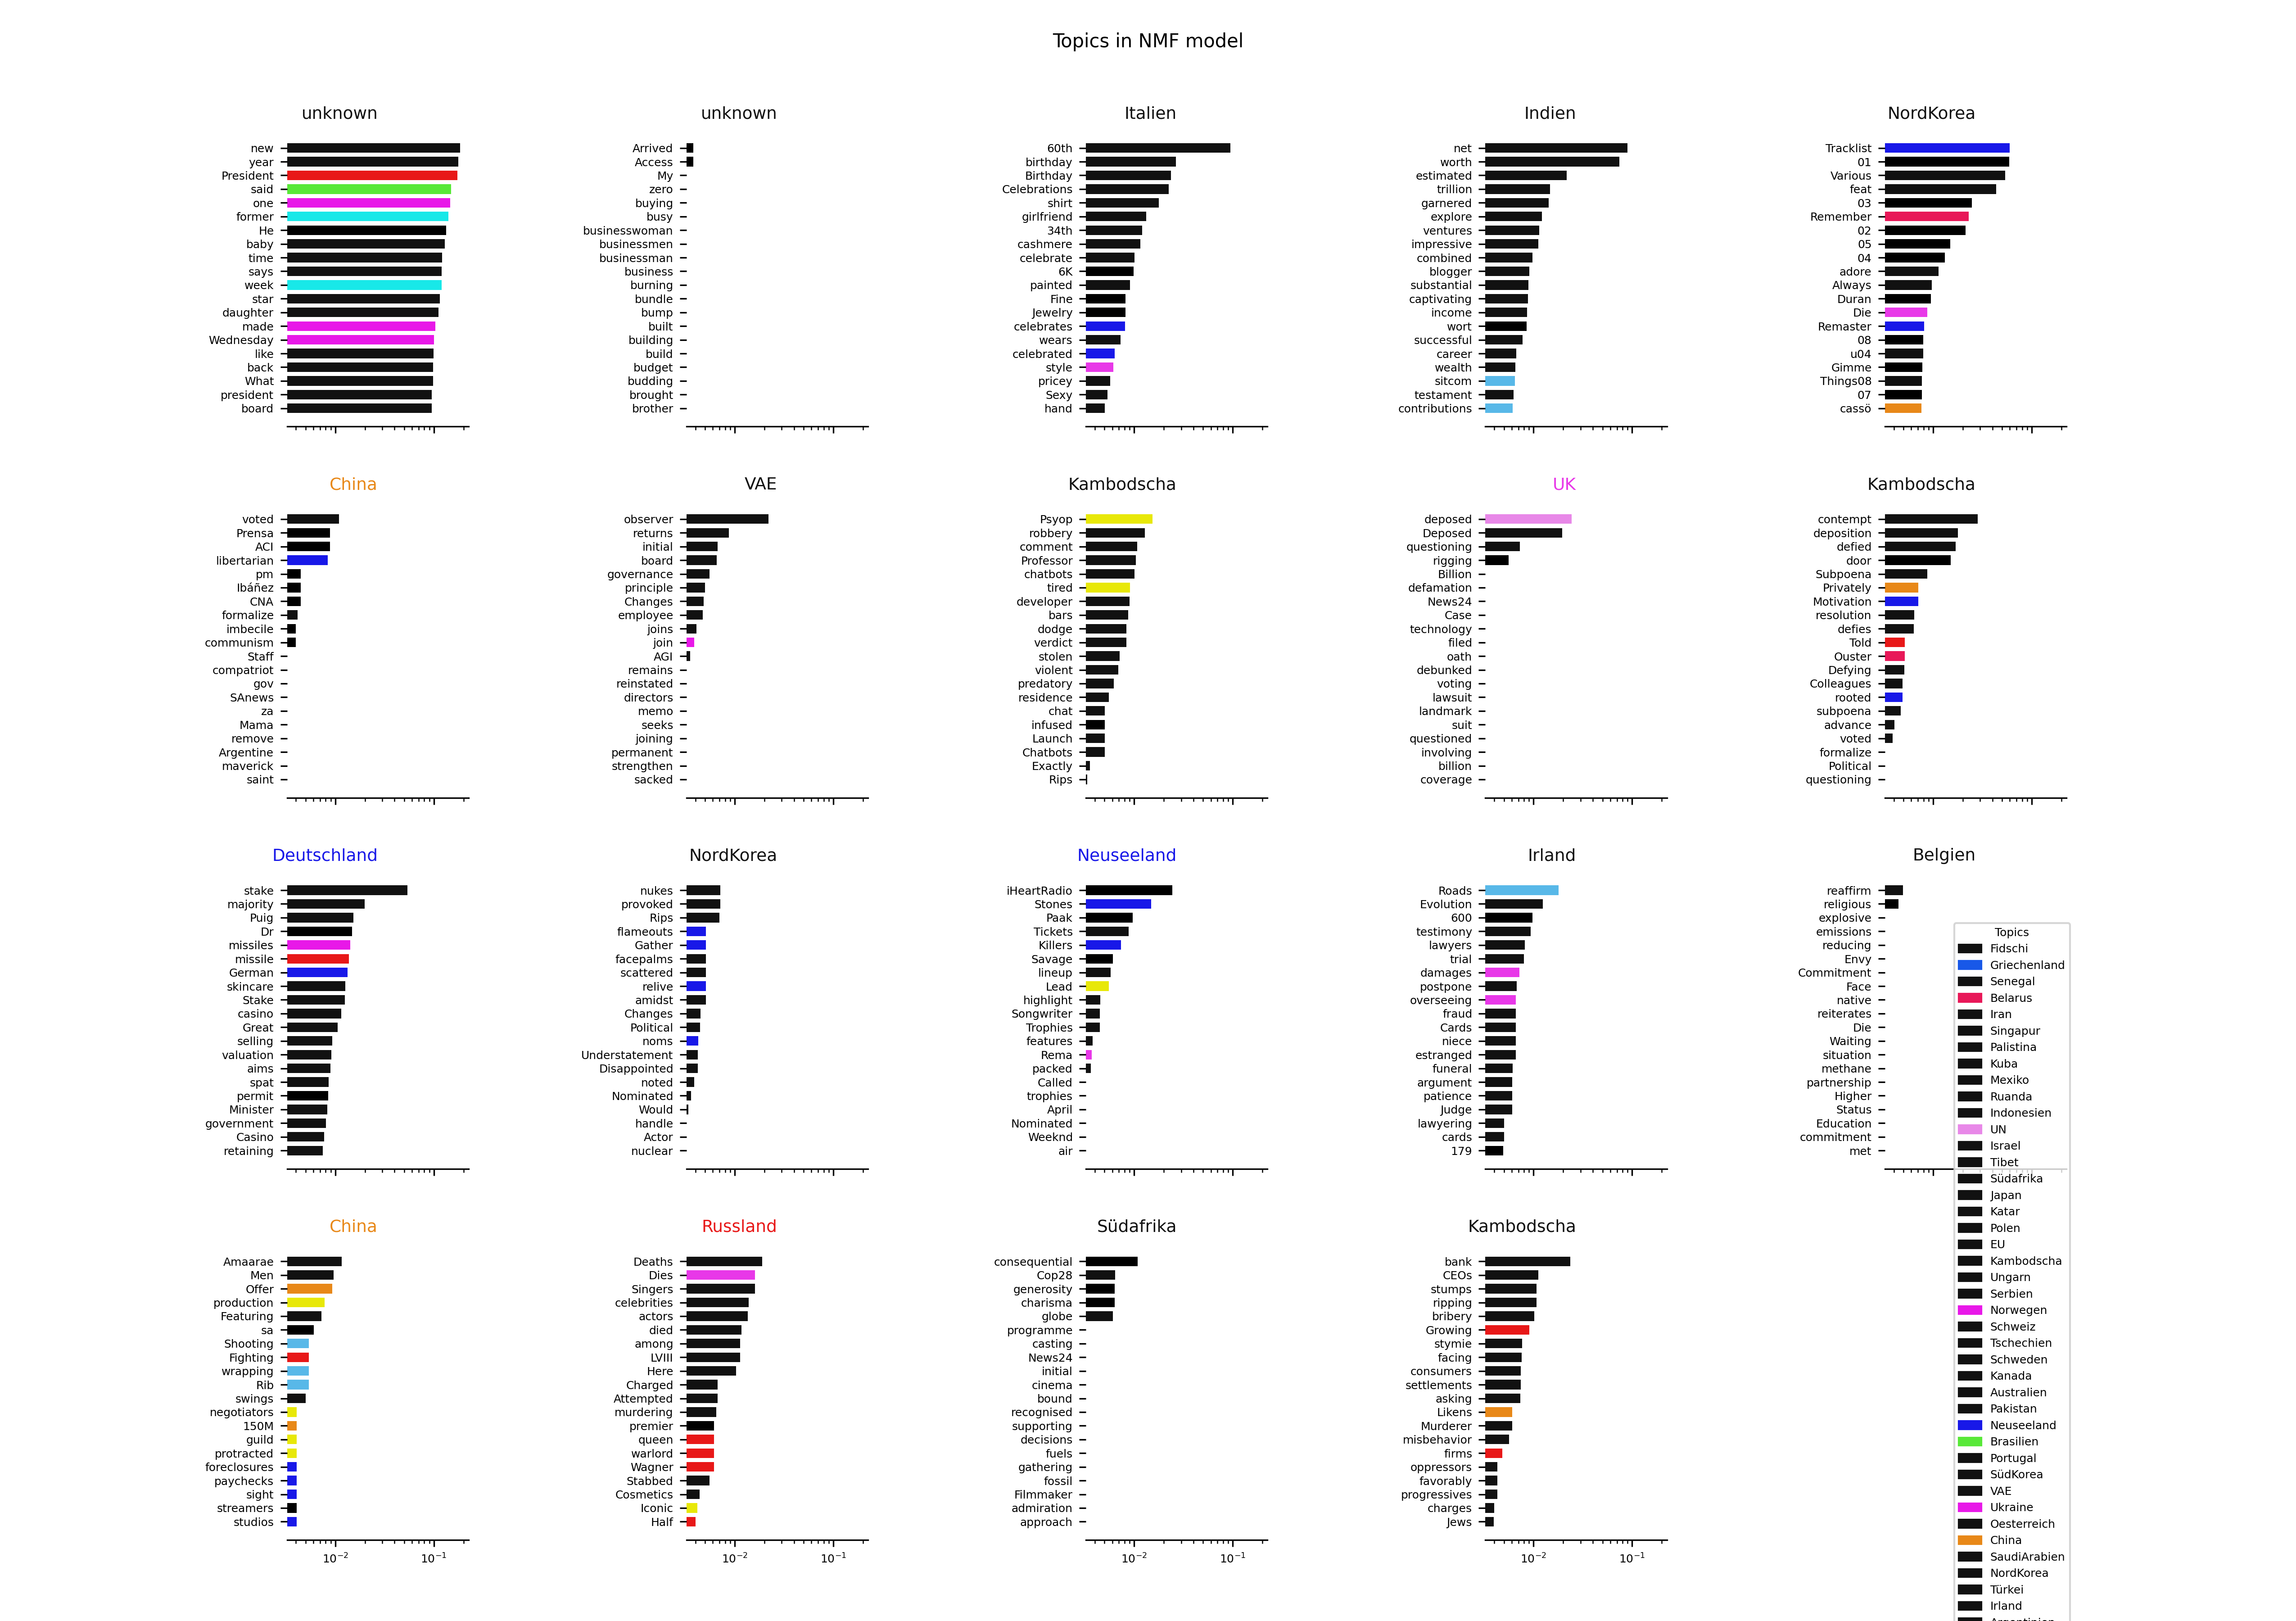 Topics in NMF model
unknown
new
year
President
said
one
former
He
baby
time
says
week
star
daughter
made
Wednesday
like
back
What
president
board
unknown
Arrived
Access
My
zero
buying
busy
businesswoman
businessmen
businessman
business
burning
bundle
bump
built
building
build
budget
budding
brought
brother
Italien
60th
birthday
Birthday
Celebrations
shirt
girlfriend
34th
cashmere
celebrate
6K
painted
Fine
Jewelry
celebrates
wears
celebrated
style
pricey
Sexy
hand
Indien
net
worth
estimated
trillion
garnered
explore
ventures
impressive
combined
blogger
substantial
captivating
income
wort
successful
career
wealth
sitcom
testament
contributions
NordKorea
Tracklist
01
Various
feat
03
Remember
02
05
04
adore
Always
Duran
Die
Remaster
08
u04
Gimme
Things08
07
cassö
China
voted
Prensa
ACI
libertarian
pm
Ibáñez
CNA
formalize
imbecile
communism
Staff
compatriot
gov
SAnews
za
Mama
remove
Argentine
maverick
saint
VAE
observer
returns
initial
board
governance
principle
Changes
employee
joins
join
AGI
remains
reinstated
directors
memo
seeks
joining
permanent
strengthen
sacked
Kambodscha
Psyop
robbery
comment
Professor
chatbots
tired
developer
bars
dodge
verdict
stolen
violent
predatory
residence
chat
infused
Launch
Chatbots
Exactly
Rips
UK
deposed
Deposed
questioning
rigging
Billion
defamation
News24
Case
technology
filed
oath
debunked
voting
lawsuit
landmark
suit
questioned
involving
billion
coverage
Kambodscha
contempt
deposition
defied
door
Subpoena
Privately
Motivation
resolution
defies
Told
Ouster
Defying
Colleagues
rooted
subpoena
advance
voted
formalize
Political
questioning
Deutschland
stake
majority
Puig
Dr
missiles
missile
German
skincare
Stake
casino
Great
selling
valuation
aims
spat
permit
Minister
government
Casino
retaining
NordKorea
nukes
provoked
Rips
flameouts
Gather
facepalms
scattered
relive
amidst
Changes
Political
noms
Understatement
Disappointed
noted
Nominated
Would
handle
Actor
nuclear
Neuseeland
iHeartRadio
Stones
Paak
Tickets
Killers
Savage
lineup
Lead
highlight
Songwriter
Trophies
features
Rema
packed
Called
trophies
April
Nominated
Weeknd
air
Irland
Roads
Evolution
600
testimony
lawyers
trial
damages
postpone
overseeing
fraud
Cards
niece
estranged
funeral
argument
patience
Judge
lawyering
cards
179
Belgien
reaffirm
religious
explosive
emissions
reducing
Envy
Commitment
Face
native
reiterates
Die
Waiting
situation
methane
partnership
Higher
Status
Education
commitment
met
China
Amaarae
Men
Offer
production
Featuring
sa
Shooting
Fighting
wrapping
Rib
swings
negotiators
150M
guild
protracted
foreclosures
paychecks
sight
streamers
studios
10⁻² 10⁻¹
Russland
Deaths
Dies
Singers
celebrities
actors
died
among
LVIII
Here
Charged
Attempted
murdering
premier
queen
warlord
Wagner
Stabbed
Cosmetics
Iconic
Half
10⁻² 10⁻¹
Südafrika
consequential
Cop28
generosity
charisma
globe
programme
casting
News24
initial
cinema
bound
recognised
supporting
decisions
fuels
gathering
fossil
Filmmaker
admiration
approach
10⁻² 10⁻¹
Kambodscha
bank
CEOs
stumps
ripping
bribery
Growing
stymie
facing
consumers
settlements
asking
Likens
Murderer
misbehavior
firms
oppressors
favorably
progressives
charges
Jews
10⁻² 10⁻¹
Topics
Fidschi
Griechenland
Senegal
Belarus
Iran
Singapur
Palistina
Kuba
Mexiko
Ruanda
Indonesien
UN
Israel
Tibet
Südafrika
Japan
Katar
Polen
EU
Kambodscha
Ungarn
Serbien
Norwegen
Schweiz
Tschechien
Schweden
Kanada
Australien
Pakistan
Neuseeland
Brasilien
Portugal
SüdKorea
VAE
Ukraine
Oesterreich
China
SaudiArabien
NordKorea
Türkei
Irland